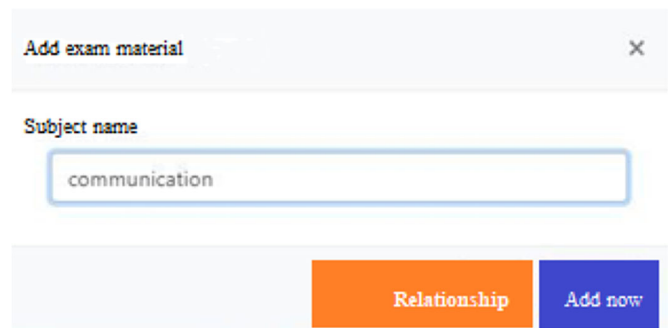 Add exam material
×
Subject name
communication
Relationship Add now